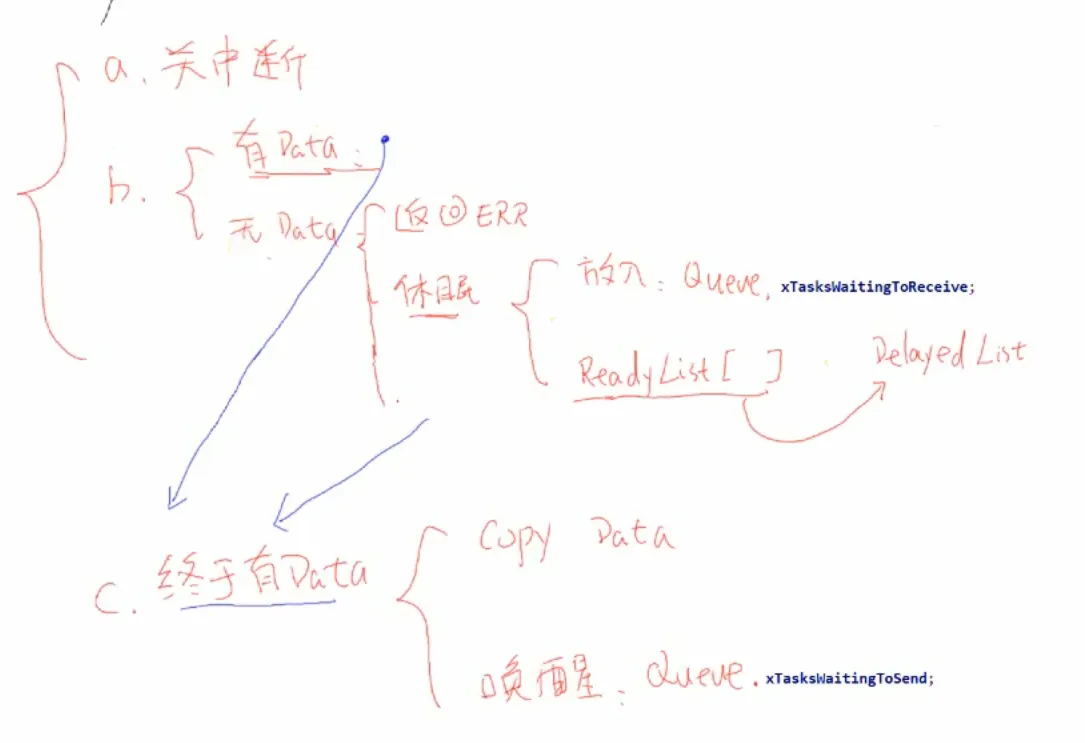 a. 关中断
b. 有Data:
无Data
返回ERR
休眠
放入: Queue. xTasksWaitingToReceive;
ReadyList[ ]
DelayedList
c. 终于有Data
Copy Data
唤醒: Queue. xTasksWaitingToSend;